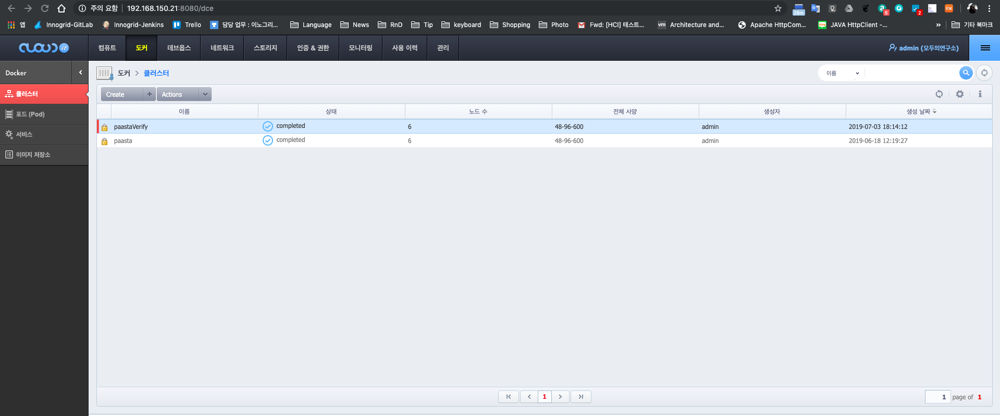 주의 요함 192.168.150.21:8080/dce 28m 5 2 Ex
앱 Innogrid-GitLab Innogrid-Jenkins Trello 담당 업무 : 이노그리... Language News RnD Tip keyboard Shopping Photo Fwd: [HCI] 테스트... vm Architecture and... Apache HttpCom... blog JAVA HttpClient -... » 기타 북마크
cloud it 컴퓨트 도커 데브옵스 네트워크 스토리지 인증 & 권한 모니터링 사용 이력 관리 admin (모두의연구소)
Docker 도커 > 클러스터 이름
클러스터 Create + Actions
포드 (Pod) 이름 상태 노드 수 전체 사양 생성자 생성 날짜
paastaVerify completed 6 48-96-600 admin 2019-07-03 18:14:12
서비스 paasta completed 6 48-96-600 admin 2019-06-18 12:19:27
이미지 저장소
1 1 page of 1